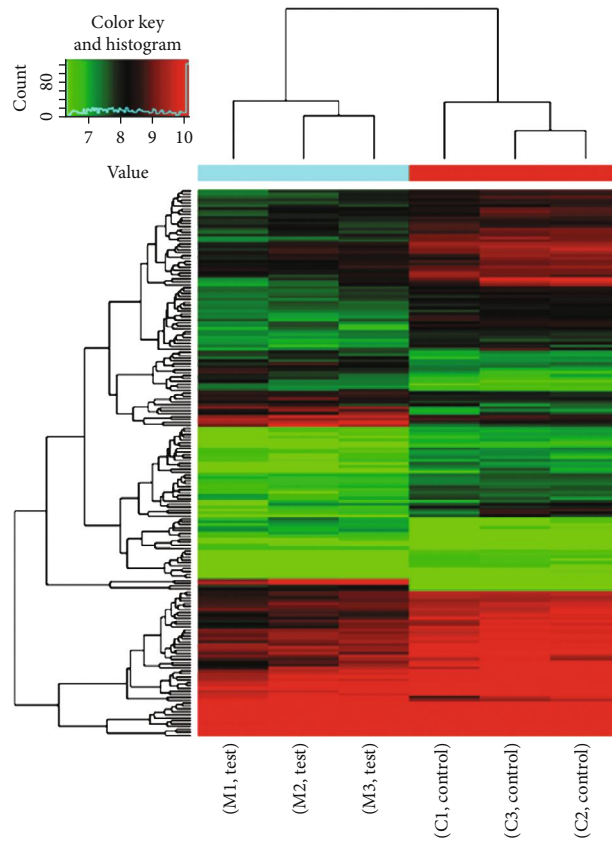 Color key
and histogram
Count
0
80
7
8
9
10
Value
(M1, test)
(M2, test)
(M3, test)
(C1, control)
(C3, control)
(C2, control)